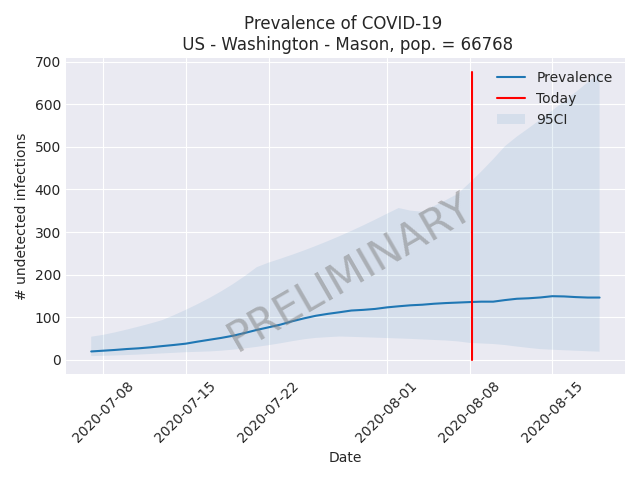 Prevalence of COVID-19
US - Washington - Mason, pop. = 66768
700
600
500
400
300
200
100
0
# undetected infections
Prevalence
Today
95CI
PRELIMINARY
2020-07-08
2020-07-15
2020-07-22
2020-08-01
2020-08-08
2020-08-15
Date